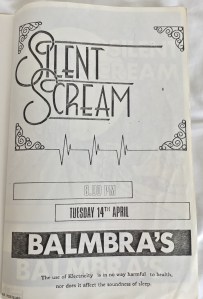 SILENT
SCREAM
TUESDAY 14TH APRIL
BALMBRA'S
The use of Electricity is in no way harmful to health,
nor does it affect the soundness of sleep.